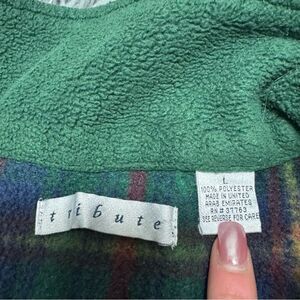 tribute
L
100% POLYESTER
MADE IN UNITED
ARAB EMIRATES
RN # 37763
SEE REVERSE FOR CARE